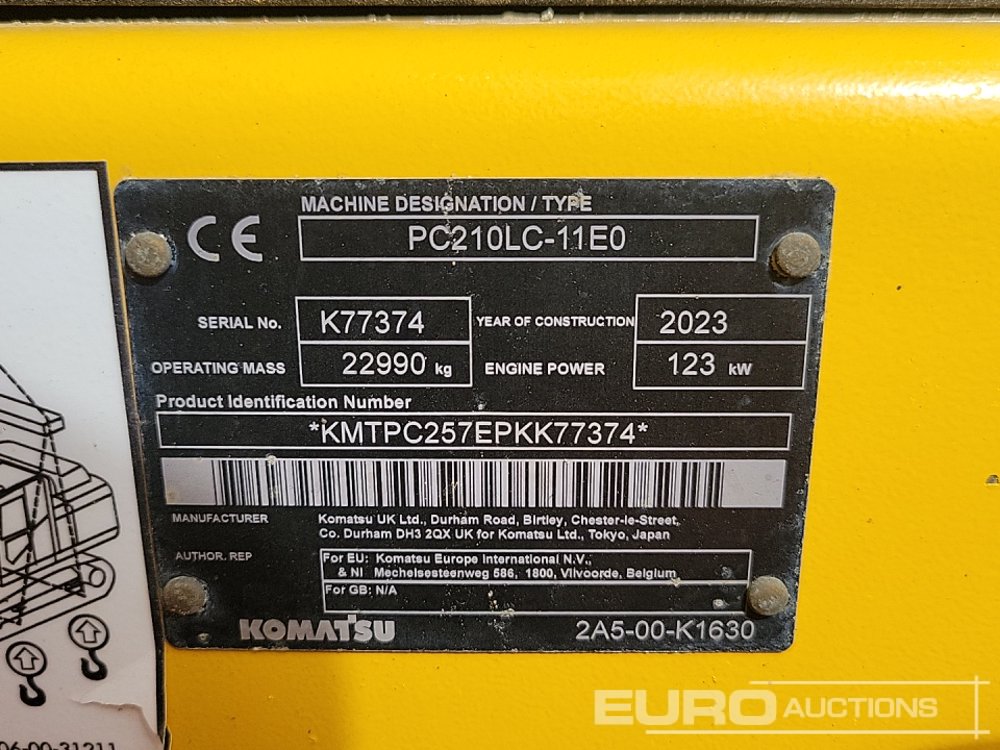 MACHINE DESIGNATION / TYPE
CE
PC210LC-11E0
SERIAL No. K77374 YEAR OF CONSTRUCTION 2023
OPERATING MASS 22990 kg ENGINE POWER 123 kW
Product Identification Number
*KMTPC257EPKK77374*
MANUFACTURER Komatsu UK Ltd., Durham Road, Birtley, Chester-le-Street,
Co. Durham DH3 2QX UK for Komatsu Ltd., Tokyo, Japan
AUTHOR. REP For EU: Komatsu Europe International N.V.,
& NI Mechelsesteenweg 586, 1800, Vilvoorde, Belgium
For GB: N/A
KOMATSU 2A5-00-K1630
EURO AUCTIONS